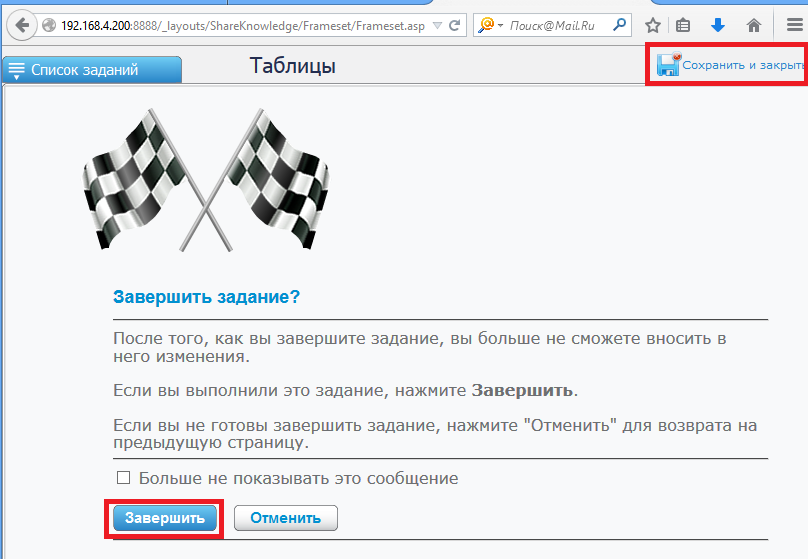 192.168.4.200:8888/_layouts/ShareKnowledge/Frameset/Frameset.asp
Поиск@Mail.Ru
Список заданий
Таблицы
Сохранить и закрыть
Завершить задание?
После того, как вы завершите задание, вы больше не сможете вносить в
него изменения.
Если вы выполнили это задание, нажмите Завершить.
Если вы не готовы завершить задание, нажмите "Отменить" для возврата на
предыдущую страницу.
Больше не показывать это сообщение
Завершить
Отменить